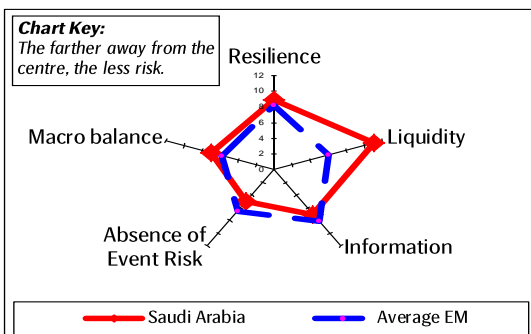 Chart Key:
The farther away from the
centre, the less risk.
Resilience
12
10
8
6
4
2
0
Macro balance
Liquidity
Absence of
Event Risk
Information
Saudi Arabia
Average EM